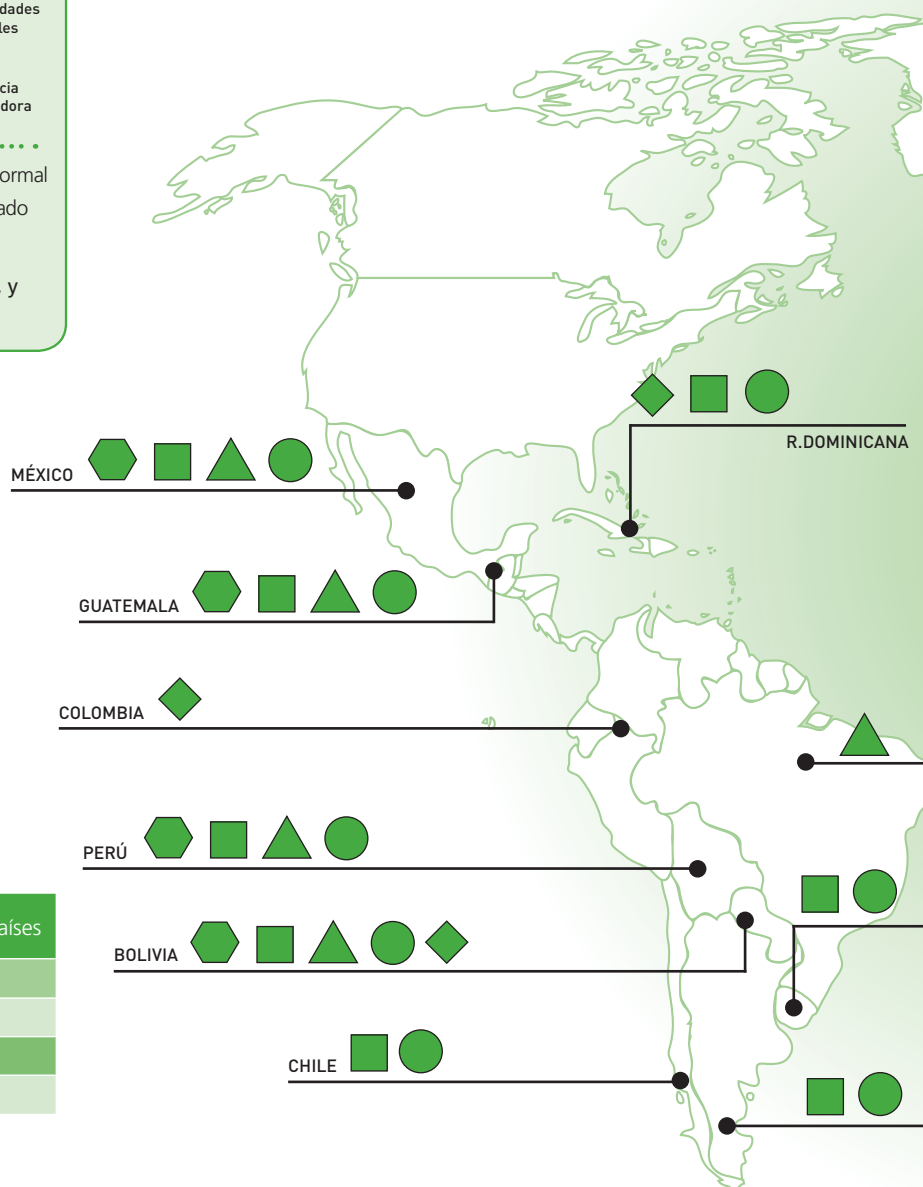 dades
les
cia
dora
ormal
ado
, y
R.DOMINICANA
MÉXICO
GUATEMALA
COLOMBIA
PERÚ
aíses
BOLIVIA
CHILE